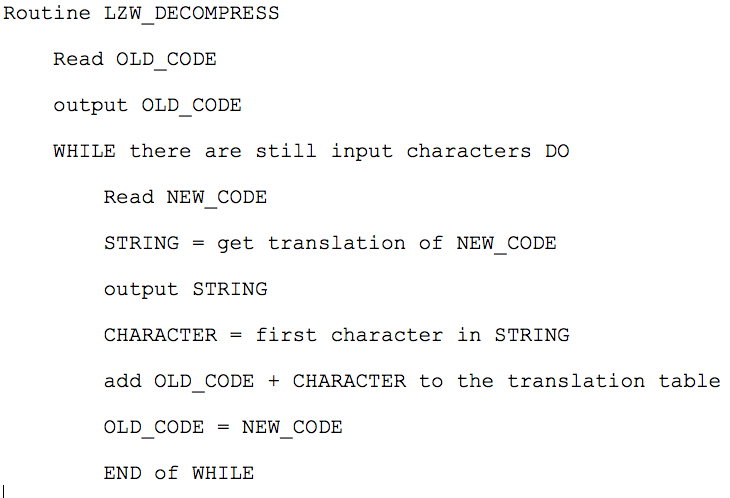 Routine LZW_DECOMPRESS
Read OLD_CODE
output OLD_CODE
WHILE there are still input characters DO
Read NEW_CODE
STRING = get translation of NEW_CODE
output STRING
CHARACTER = first character in STRING
add OLD_CODE + CHARACTER to the translation table
OLD_CODE = NEW_CODE
END of WHILE